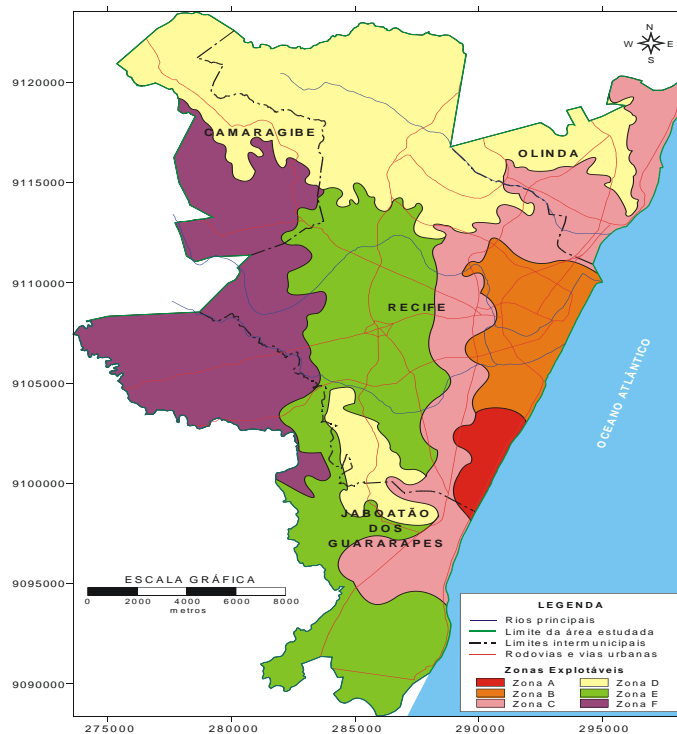 N
W E
S
9120000
9115000
9110000
9105000
9100000
9095000
9090000
CAMARAGIBE
OLINDA
RECIFE
OCEANO ATLÂNTICO
JABOATÃO
DOS
GUARARAPES
ESCALA GRÁFICA
0 2000 4000 6000 8000
metros
LEGENDA
Rios principais
Limite da área estudada
Limites intermunicipais
Rodovias e vias urbanas
Zonas Explotáveis
Zona A Zona D
Zona B Zona E
Zona C Zona F
275000 280000 285000 290000 295000